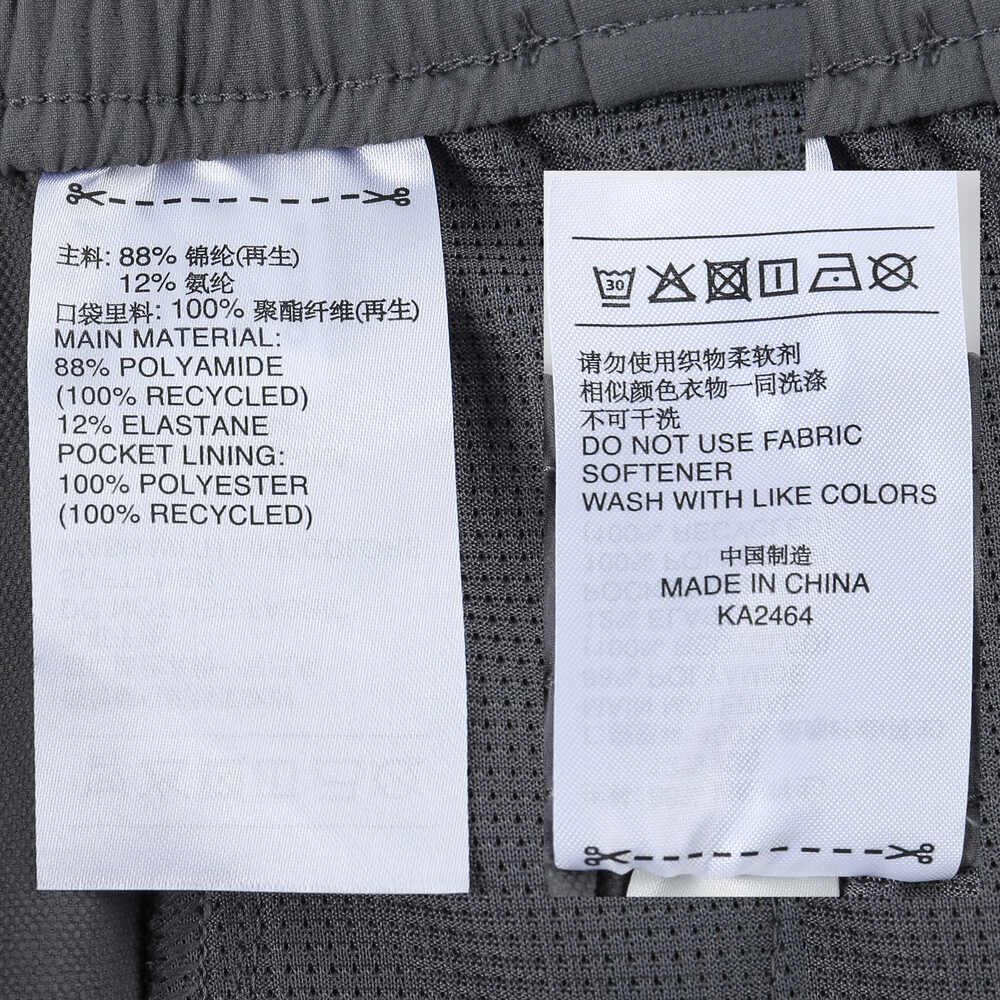 主料: 88% 锦纶(再生)
12% 氨纶
口袋里料: 100% 聚酯纤维(再生)
MAIN MATERIAL:
88% POLYAMIDE
(100% RECYCLED)
12% ELASTANE
POCKET LINING:
100% POLYESTER
(100% RECYCLED)
30
请勿使用织物柔软剂
相似颜色衣物一同洗涤
不可干洗
DO NOT USE FABRIC
SOFTENER
WASH WITH LIKE COLORS
中国制造
MADE IN CHINA
KA2464